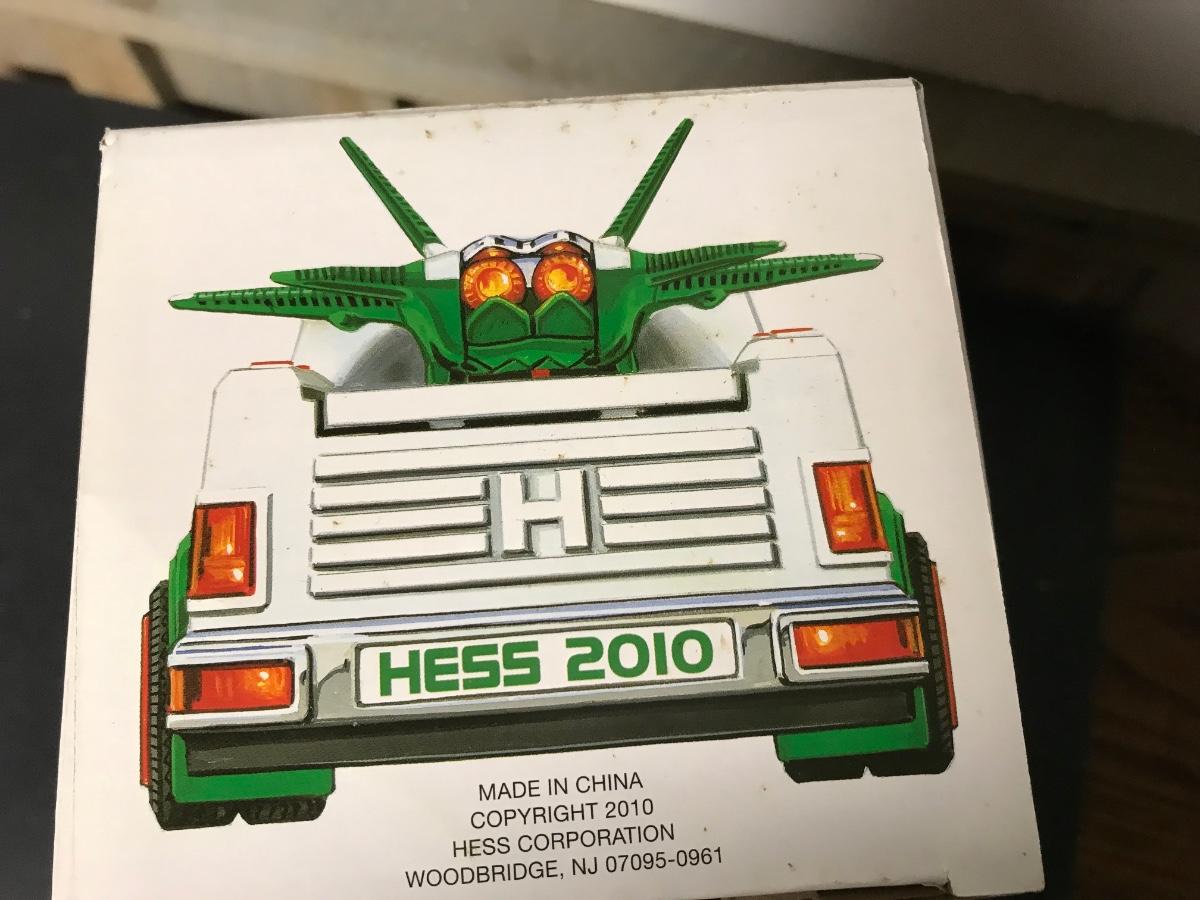 H
HESS 2010
MADE IN CHINA
COPYRIGHT 2010
HESS CORPORATION
WOODBRIDGE, NJ 07095-0961